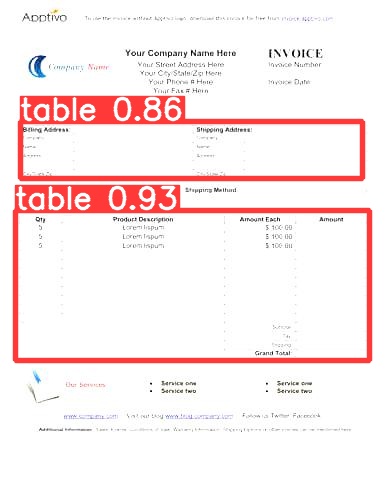 Apptivo To use the invoice without Apptivo logo, download this invoice for free from invoice.apptivo.com
Your Company Name Here INVOICE
Company Name Your Street Address Here Invoice Number
Your City/State/Zip Here
Your Phone # Here Invoice Date
Your Fax# Here
table 0.86
Billing Address: Shipping Address:
Company Company
Name Name
Address Address
City/State Zip City/State Zip
table 0.93 Shipping Method
Qty Product Description Amount Each Amount
5 Lorem Ispum $ 100.00
5 Lorem Ispum $ 100.00
5 Lorem Ispum $ 100.00
Subtotal
Tax
Shipping
Grand Total:
Our Services • Service one • Service one
• Service two • Service two
www.company.com Visit our blog www.blog.company.com Follow us Twitter Facebook
Additional Information: